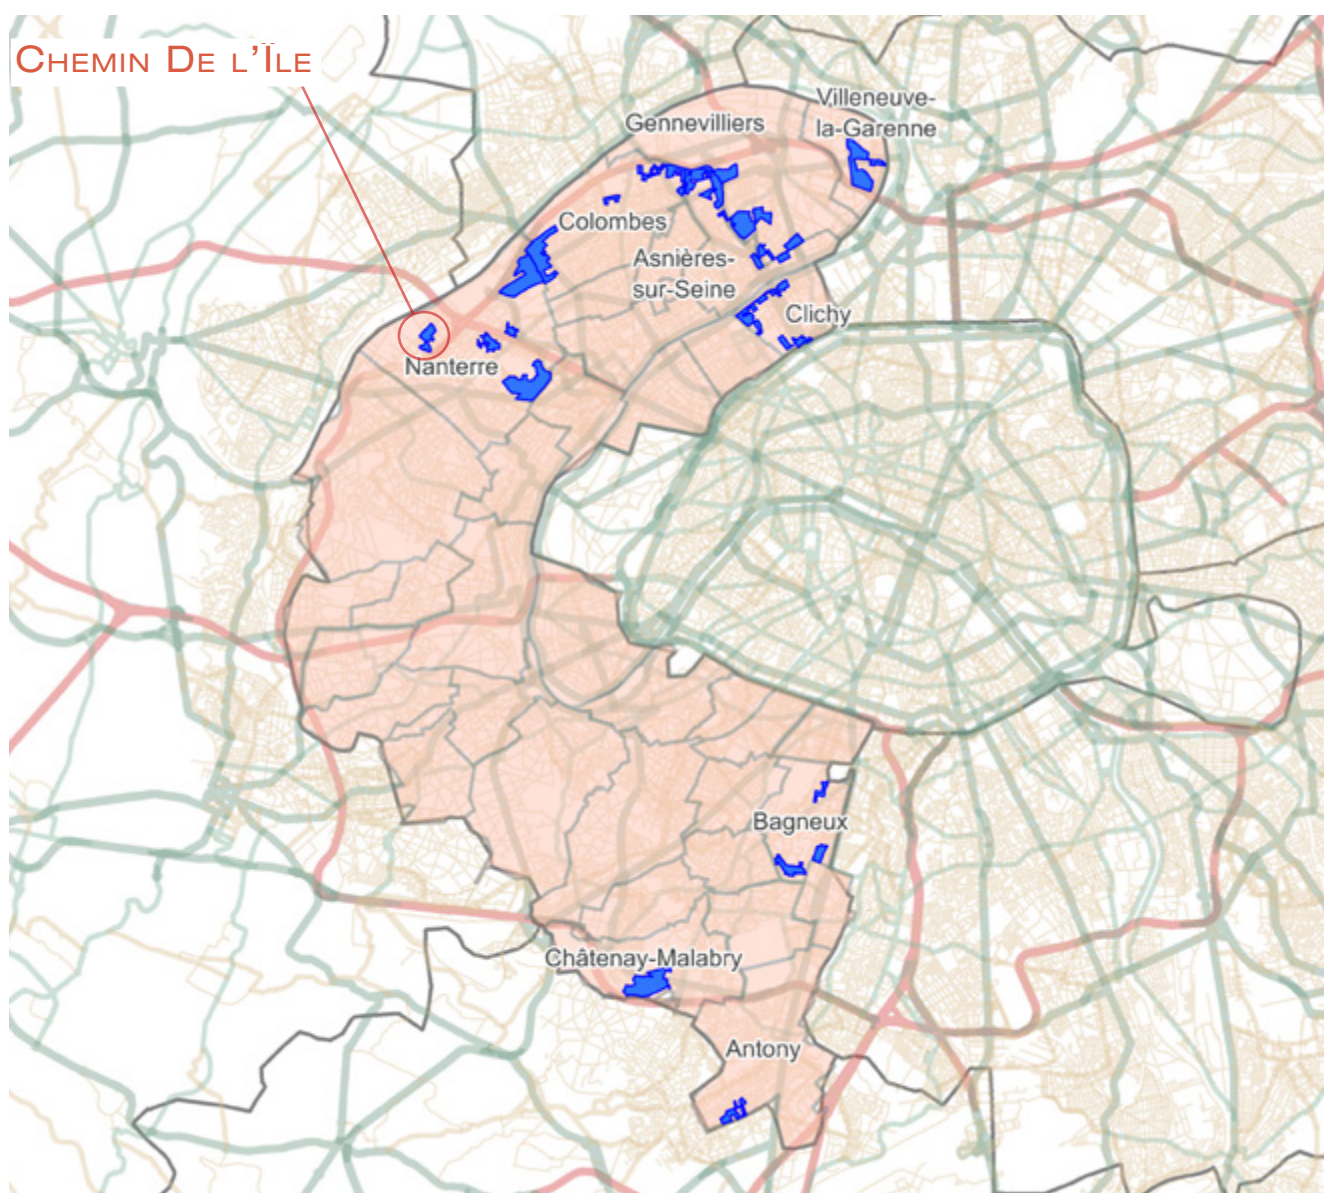 CHEMIN DE L'ÎLE
Villeneuve-
la-Garenne
Gennevilliers
Colombes
Asnières-
sur-Seine
Clichy
Nanterre
Bagneux
Châtenay-Malabry
Antony